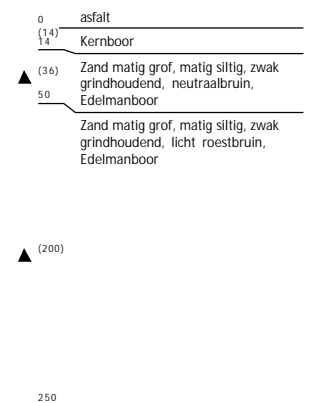 0 asfalt
(14)
14 Kernboor
(36) Zand matig grof, matig siltig, zwak
grindhoudend, neutraalbruin,
50 Edelmanboor
Zand matig grof, matig siltig, zwak
grindhoudend, licht roestbruin,
Edelmanboor
(200)
250